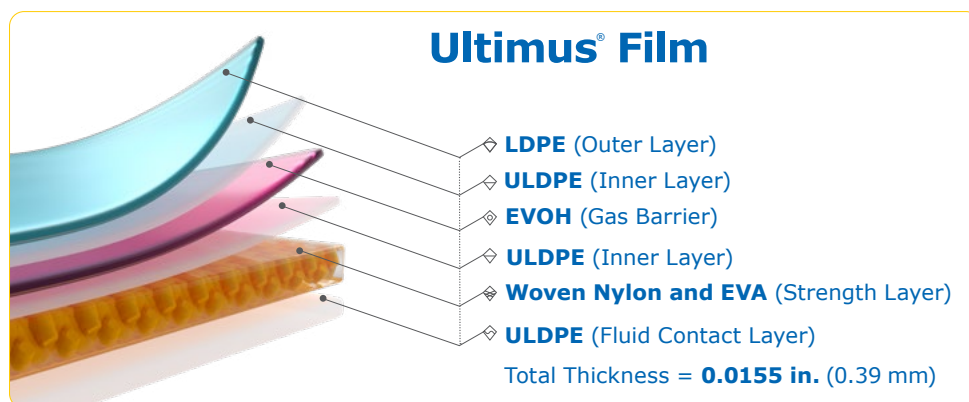 Ultimus® Film
LDPE (Outer Layer)
ULDPE (Inner Layer)
EVOH (Gas Barrier)
ULDPE (Inner Layer)
Woven Nylon and EVA (Strength Layer)
ULDPE (Fluid Contact Layer)
Total Thickness = 0.0155 in. (0.39 mm)